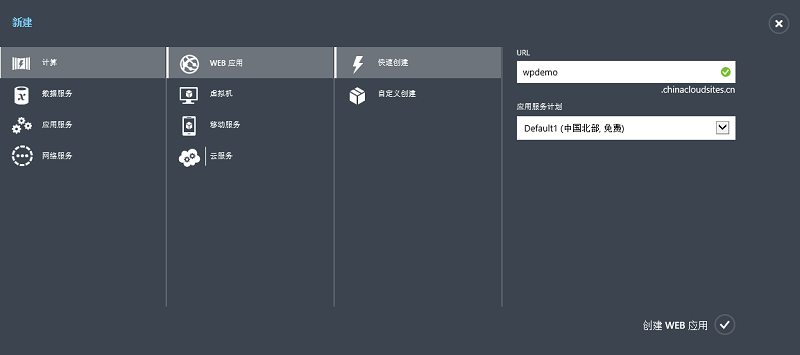 新建
计算
数据服务
应用服务
网络服务
WEB 应用
虚拟机
移动服务
云服务
快速创建
自定义创建
URL
wpdemo
.chinacloudsites.cn
应用服务计划
Default1 (中国北部, 免费)
创建 WEB 应用